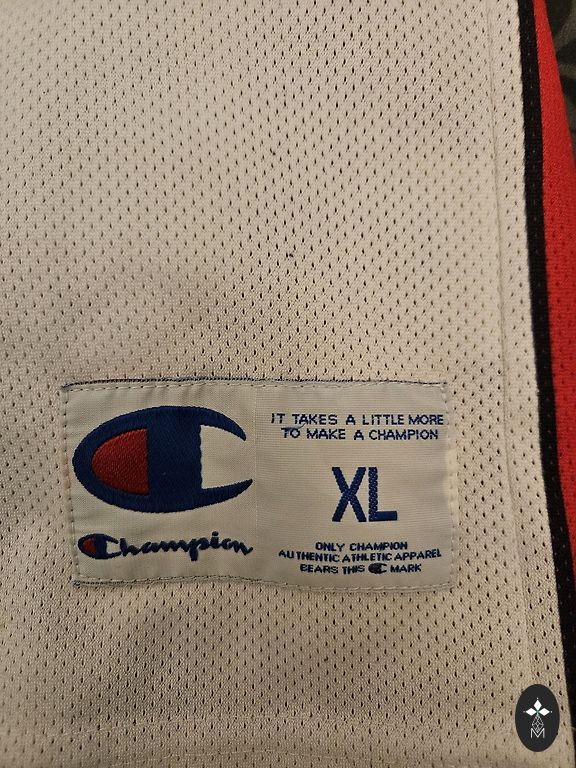 IT TAKES A LITTLE MORE
TO MAKE A CHAMPION
XL
Champion
ONLY CHAMPION
AUTHENTIC ATHLETIC APPAREL
BEARS THIS C MARK
M